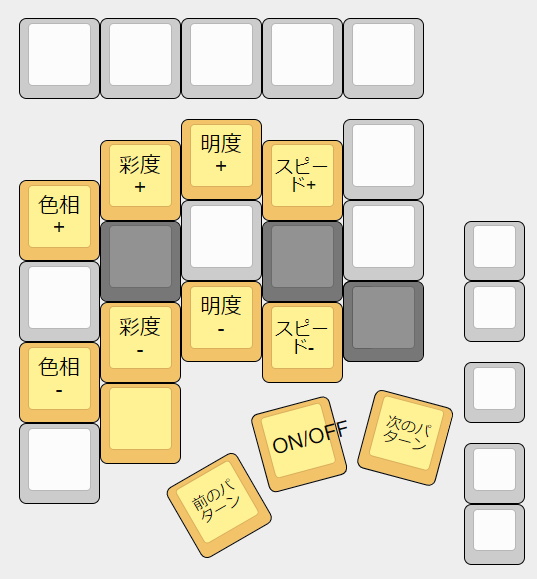 明度
+
彩度
+
スピー
ド+
色相
+
明度
-
彩度
-
スピー
ド-
色相
-
ON/OFF
次のパ
ターン
前のパ
ターン